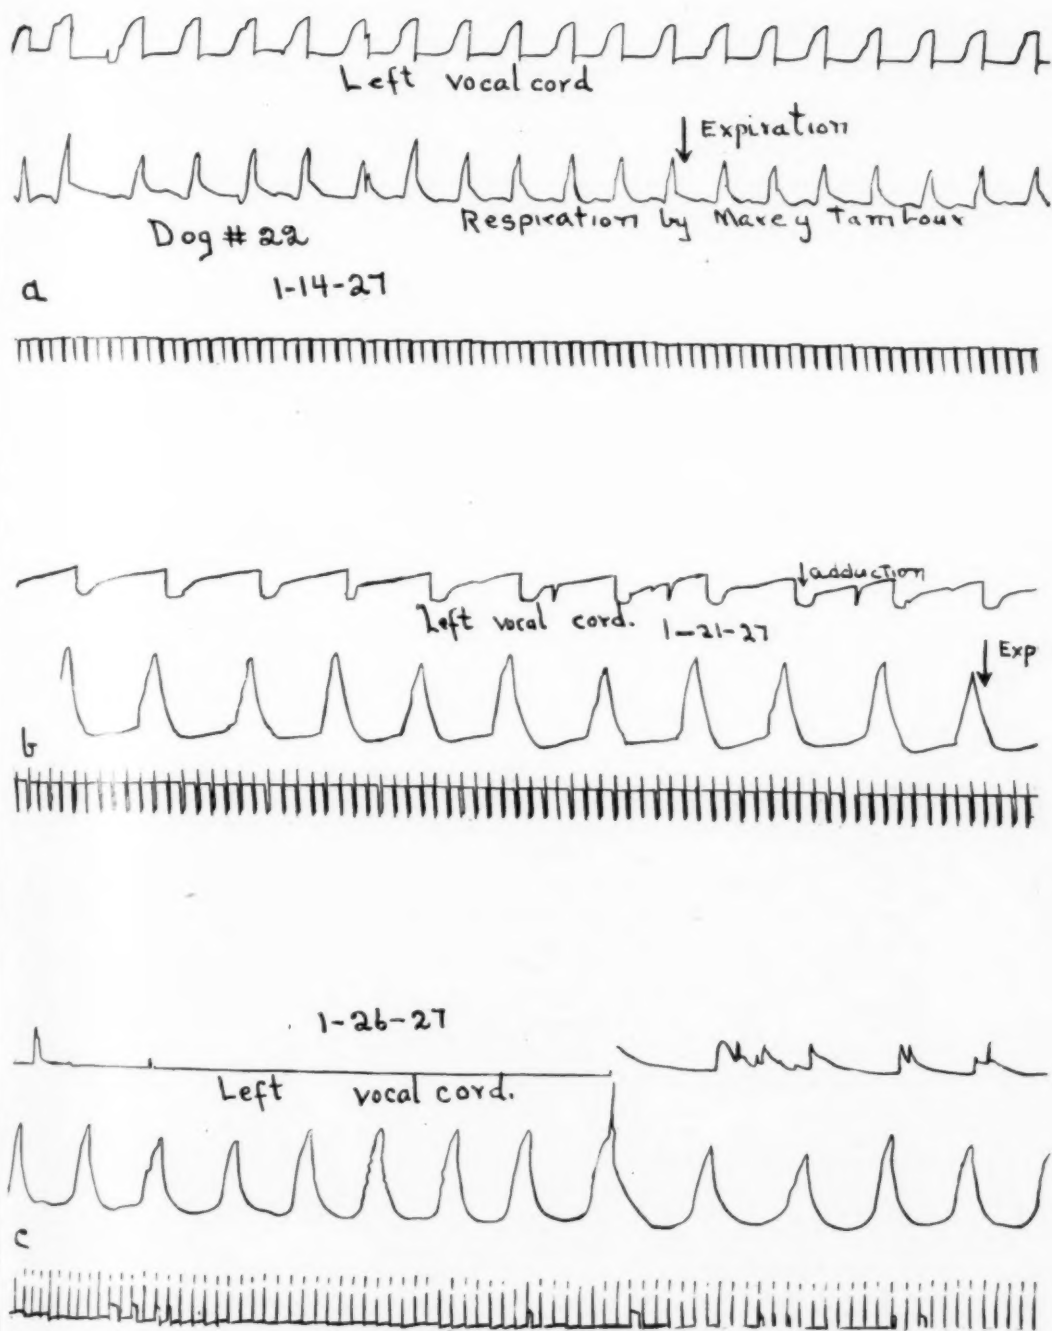 Left vocal cord
↓ Expiration
Respiration by Marey Tambour
Dog # 22
a 1-14-27
↓ adduction
Left vocal cord. 1-21-27
↓ Exp
b
1-26-27
Left vocal cord.
c